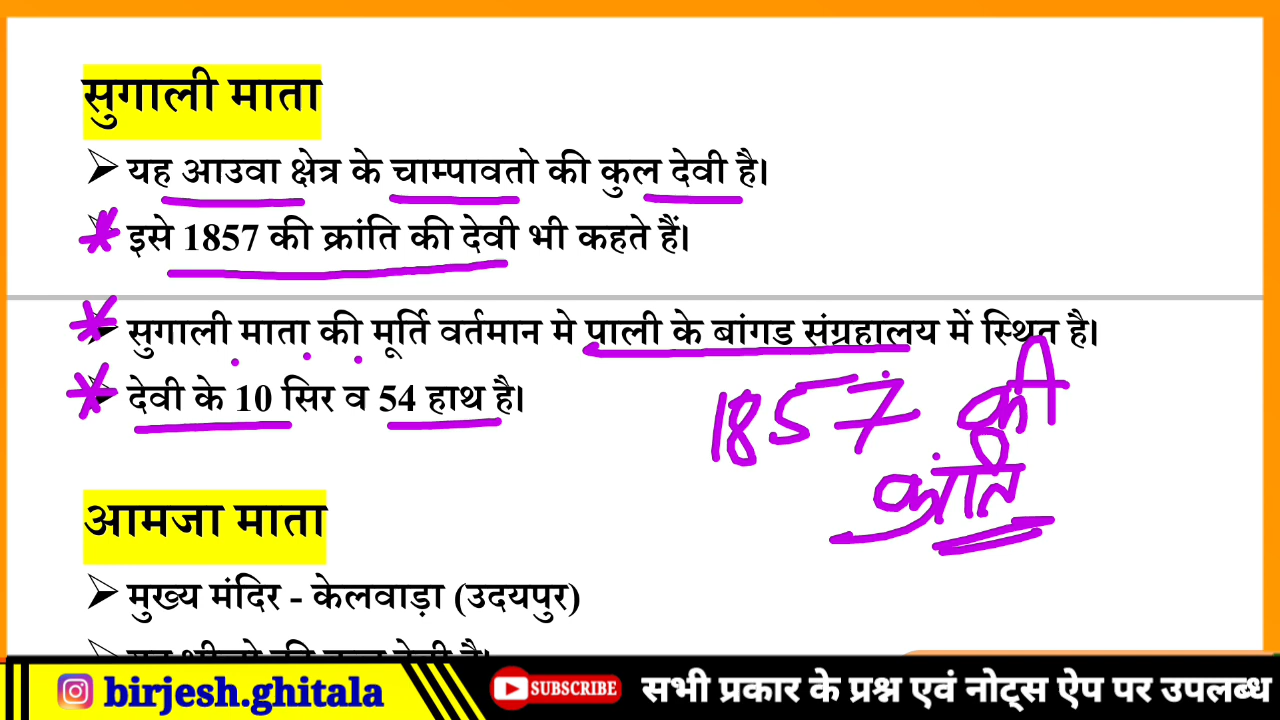 सुगाली माता
➢ यह आउवा क्षेत्र के चाम्पावतो की कुल देवी है।
इसे 1857 की क्रांति की देवी भी कहते हैं।
सुगाली माता की मूर्ति वर्तमान मे पाली के बांगड संग्रहालय में स्थित है।
देवी के 10 सिर व 54 हाथ है।
1857 की
क्रांति
आमजा माता
➢ मुख्य मंदिर - केलवाड़ा (उदयपुर)
➢ यह भीलो की कुल देवी है।
birjesh.ghitala SUBSCRIBE सभी प्रकार के प्रश्न एवं नोट्स ऐप पर उपलब्ध